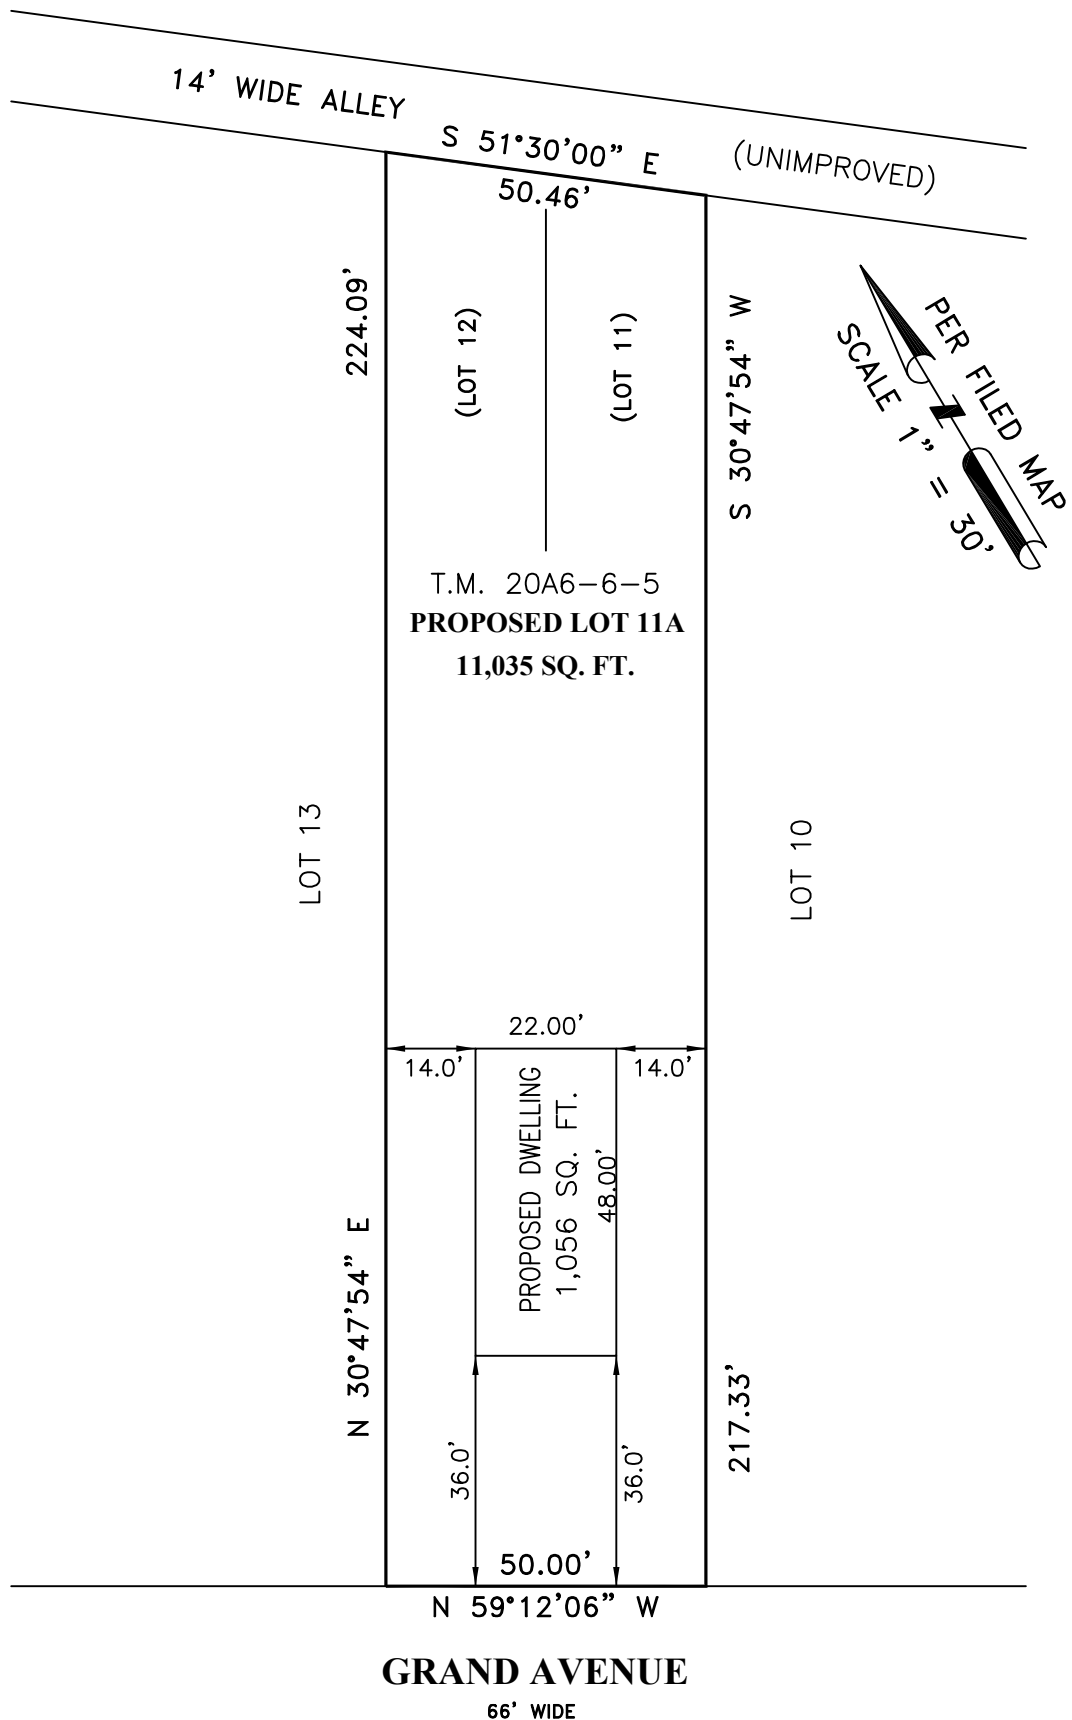 14' WIDE ALLEY
S 51°30'00" E
(UNIMPROVED)
50.46'
224.09'
(LOT 12)
(LOT 11)
S 30°47'54" W
PER FILED MAP
SCALE 1" = 30'
T.M. 20A6-6-5
PROPOSED LOT 11A
11,035 SQ. FT.
LOT 13
LOT 10
22.00'
14.0'
14.0'
PROPOSED DWELLING
1,056 SQ. FT.
48.00'
N 30°47'54" E
217.33'
36.0'
36.0'
50.00'
N 59°12'06" W
GRAND AVENUE
66' WIDE